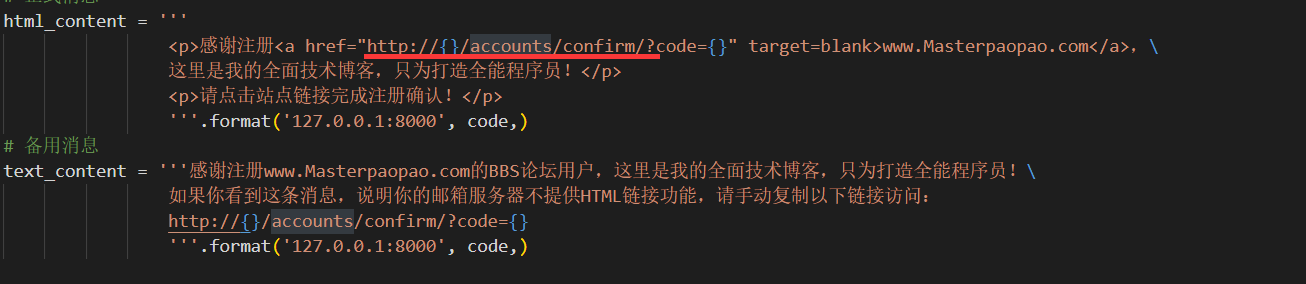 html_content = '''
<p>感谢注册<a href="http://{}/accounts/confirm/?code={}" target=blank>www.Masterpaopao.com</a>，\
这里是我的全面技术博客，只为打造全能程序员！</p>
<p>请点击站点链接完成注册确认！</p>
'''.format('127.0.0.1:8000', code,)
# 备用消息
text_content = '''感谢注册www.Masterpaopao.com的BBS论坛用户，这里是我的全面技术博客，只为打造全能程序员！\
如果你看到这条消息，说明你的邮箱服务器不提供HTML链接功能，请手动复制以下链接访问：
http://{}/accounts/confirm/?code={}
'''.format('127.0.0.1:8000', code,)